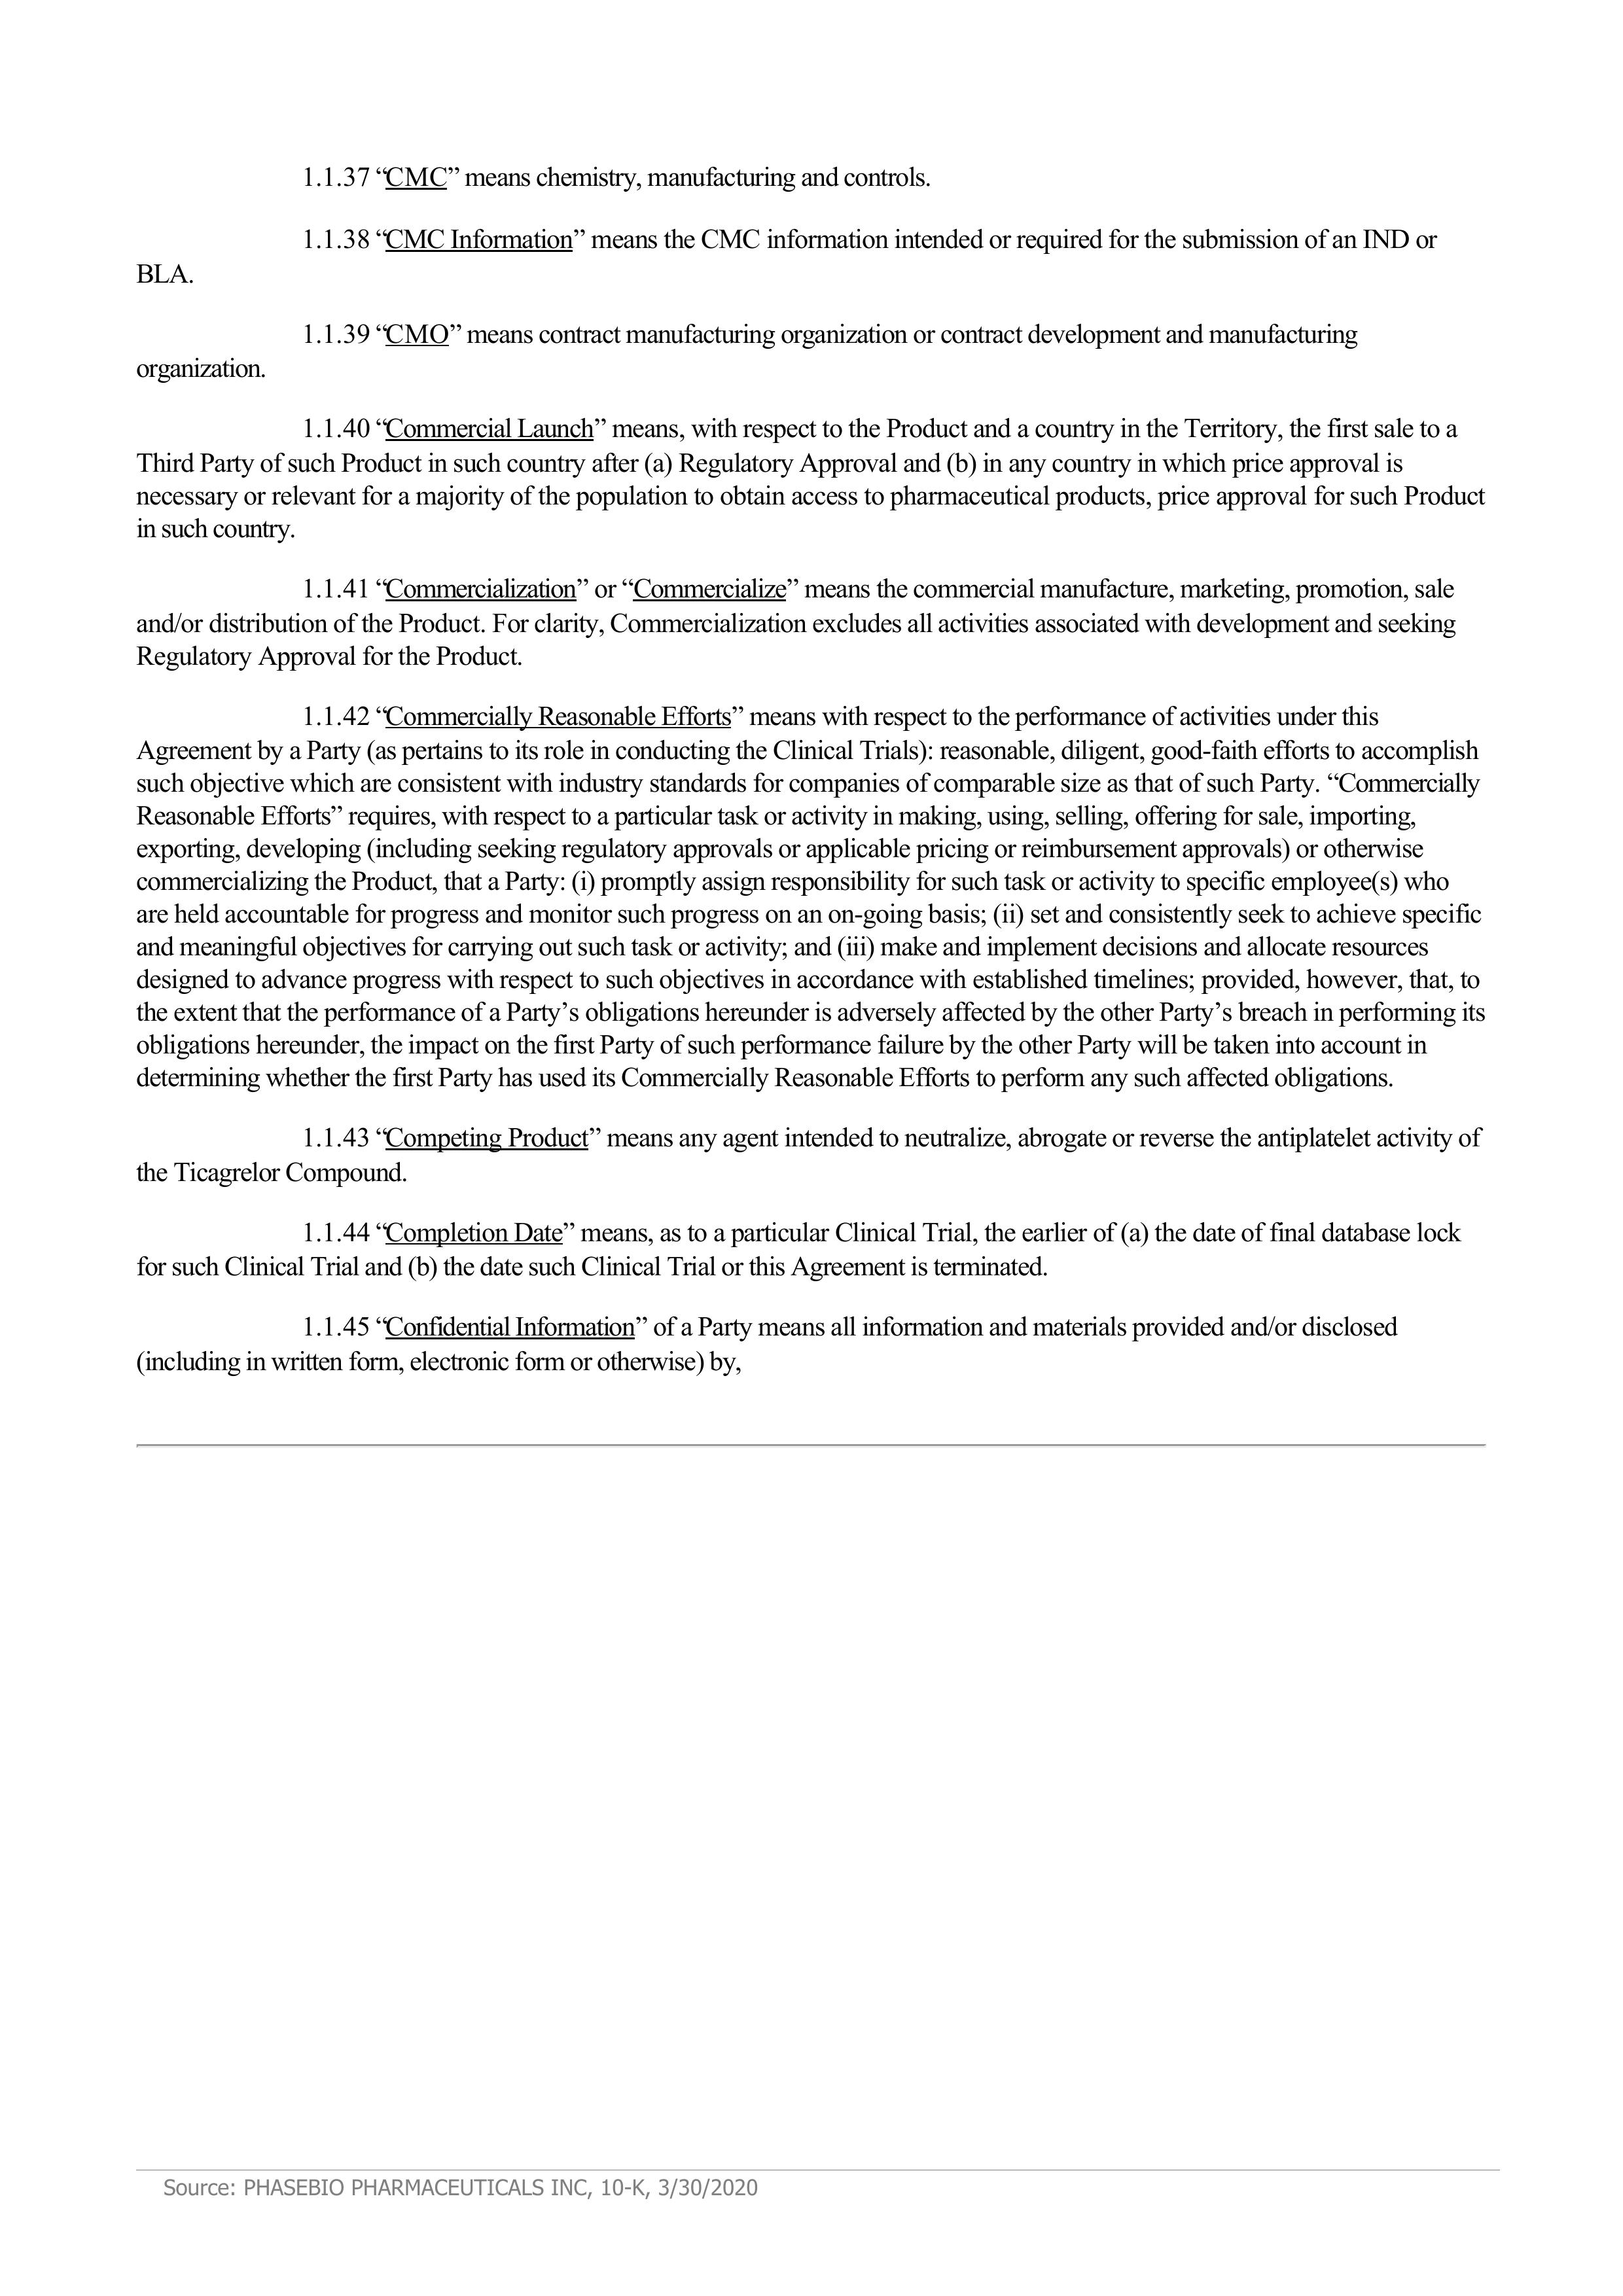 1.1.37 “CMC” means chemistry, manufacturing and controls.
1.1.38 “CMC Information” means the CMC information intended or required for the submission of an IND or
BLA.
1.1.39 “CMO” means contract manufacturing organization or contract development and manufacturing
organization.
1.1.40 “Commercial Launch” means, with respect to the Product and a country in the Territory, the first sale to a
Third Party of such Product in such country after (a) Regulatory Approval and (b) in any country in which price approval is
necessary or relevant for a majority of the population to obtain access to pharmaceutical products, price approval for such Product
in such country.
1.1.41 “Commercialization” or “Commercialize” means the commercial manufacture, marketing, promotion, sale
and/or distribution of the Product. For clarity, Commercialization excludes all activities associated with development and seeking
Regulatory Approval for the Product.
1.1.42 “Commercially Reasonable Efforts” means with respect to the performance of activities under this
Agreement by a Party (as pertains to its role in conducting the Clinical Trials): reasonable, diligent, good-faith efforts to accomplish
such objective which are consistent with industry standards for companies of comparable size as that of such Party. “Commercially
Reasonable Efforts” requires, with respect to a particular task or activity in making, using, selling, offering for sale, importing,
exporting, developing (including seeking regulatory approvals or applicable pricing or reimbursement approvals) or otherwise
commercializing the Product, that a Party: (i) promptly assign responsibility for such task or activity to specific employee(s) who
are held accountable for progress and monitor such progress on an on-going basis; (ii) set and consistently seek to achieve specific
and meaningful objectives for carrying out such task or activity; and (iii) make and implement decisions and allocate resources
designed to advance progress with respect to such objectives in accordance with established timelines; provided, however, that, to
the extent that the performance of a Party’s obligations hereunder is adversely affected by the other Party’s breach in performing its
obligations hereunder, the impact on the first Party of such performance failure by the other Party will be taken into account in
determining whether the first Party has used its Commercially Reasonable Efforts to perform any such affected obligations.
1.1.43 “Competing Product” means any agent intended to neutralize, abrogate or reverse the antiplatelet activity of
the Ticagrelor Compound.
1.1.44 “Completion Date” means, as to a particular Clinical Trial, the earlier of (a) the date of final database lock
for such Clinical Trial and (b) the date such Clinical Trial or this Agreement is terminated.
1.1.45 “Confidential Information” of a Party means all information and materials provided and/or disclosed
(including in written form, electronic form or otherwise) by,
Source: PHASEBIO PHARMACEUTICALS INC, 10-K, 3/30/2020